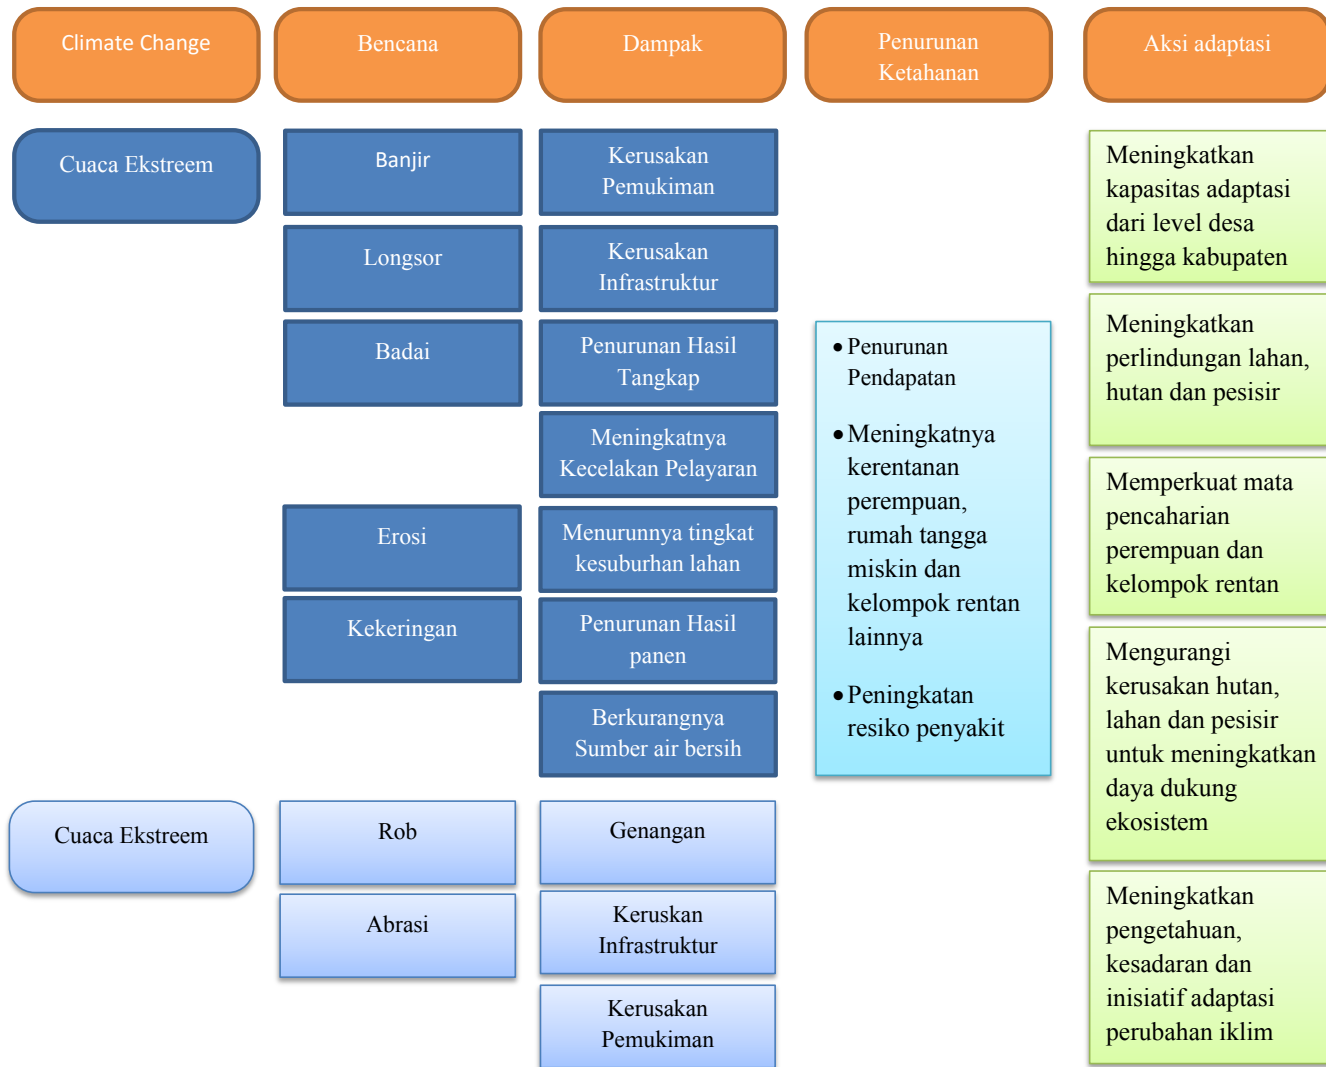 Climate Change
Bencana
Dampak
Penurunan
Ketahanan
Aksi adaptasi
Cuaca Ekstreem
Banjir
Longsor
Badai
Erosi
Kekeringan
Kerusakan
Pemukiman
Kerusakan
Infrastruktur
Penurunan Hasil
Tangkap
Meningkatnya
Kecelakan Pelayaran
Menurunnya tingkat
kesuburhan lahan
Penurunan Hasil
panen
Berkurangnya
Sumber air bersih
Cuaca Ekstreem
Rob
Abrasi
Genangan
Keruskan
Infrastruktur
Kerusakan
Pemukiman
• Penurunan
Pendapatan
• Meningkatnya
kerentanan
perempuan,
rumah tangga
miskin dan
kelompok rentan
lainnya
• Peningkatan
resiko penyakit
Meningkatkan
kapasitas adaptasi
dari level desa
hingga kabupaten
Meningkatkan
perlindungan lahan,
hutan dan pesisir
Memperkuat mata
pencaharian
perempuan dan
kelompok rentan
Mengurangi
kerusakan hutan,
lahan dan pesisir
untuk meningkatkan
daya dukung
ekosistem
Meningkatkan
pengetahuan,
kesadaran dan
inisiatif adaptasi
perubahan iklim